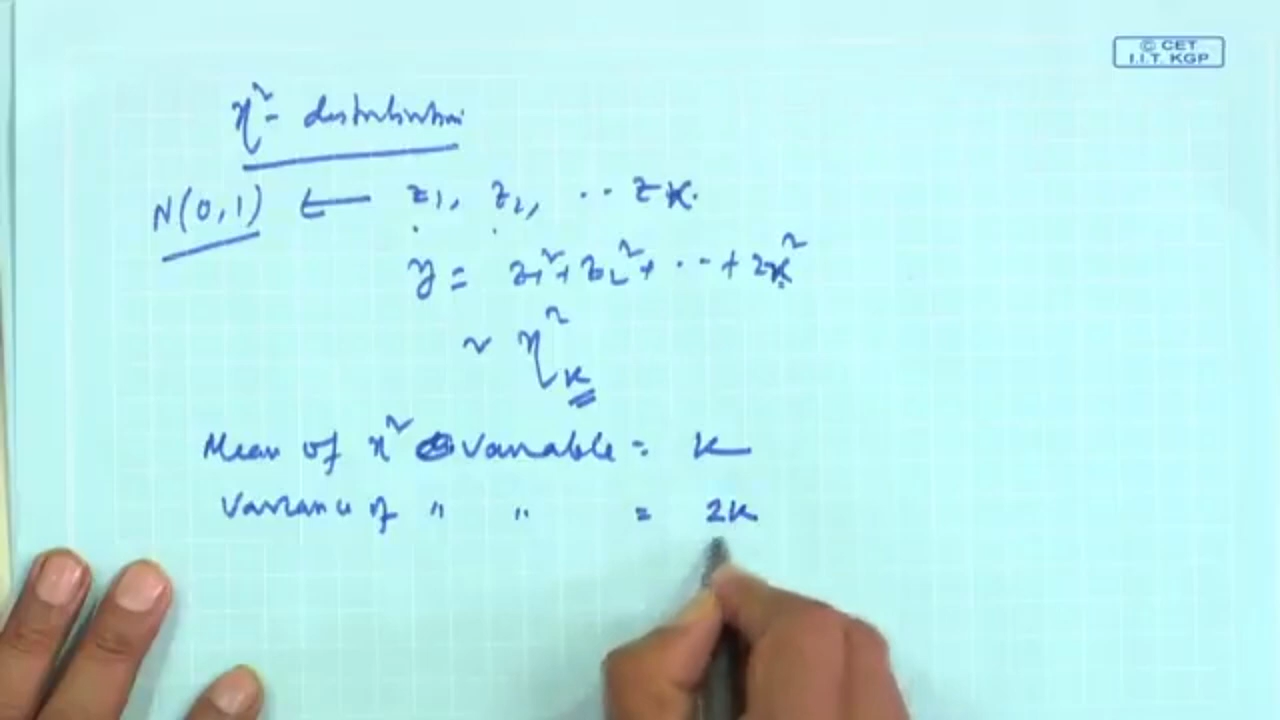 © CET
I.I.T. KGP
χ² - distribution
N(0,1) ← z1, z2, .. zk.
y = z1² + z2² + ... + zk²
~ χ²k
Mean of χ² variable = k
Variance of " " = 2k